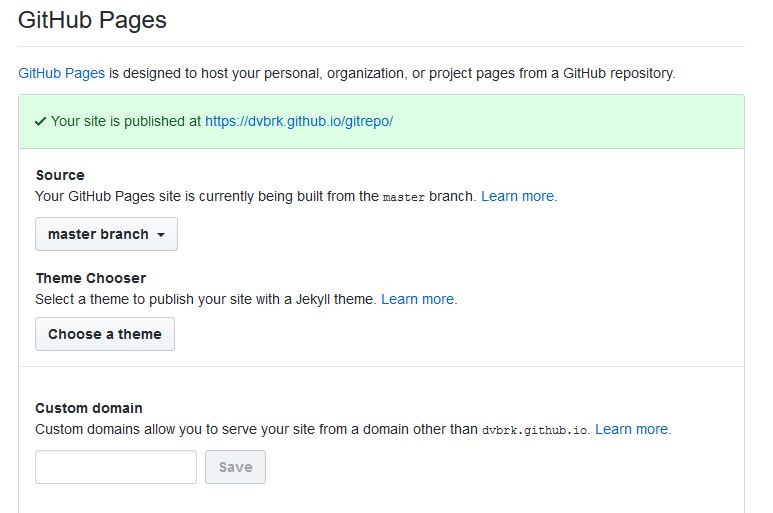 GitHub Pages
GitHub Pages is designed to host your personal, organization, or project pages from a GitHub repository.
Your site is published at https://dvbrk.github.io/gitrepo/
Source
Your GitHub Pages site is currently being built from the master branch. Learn more.
master branch
Theme Chooser
Select a theme to publish your site with a Jekyll theme. Learn more.
Choose a theme
Custom domain
Custom domains allow you to serve your site from a domain other than dvbrk.github.io. Learn more.
Save